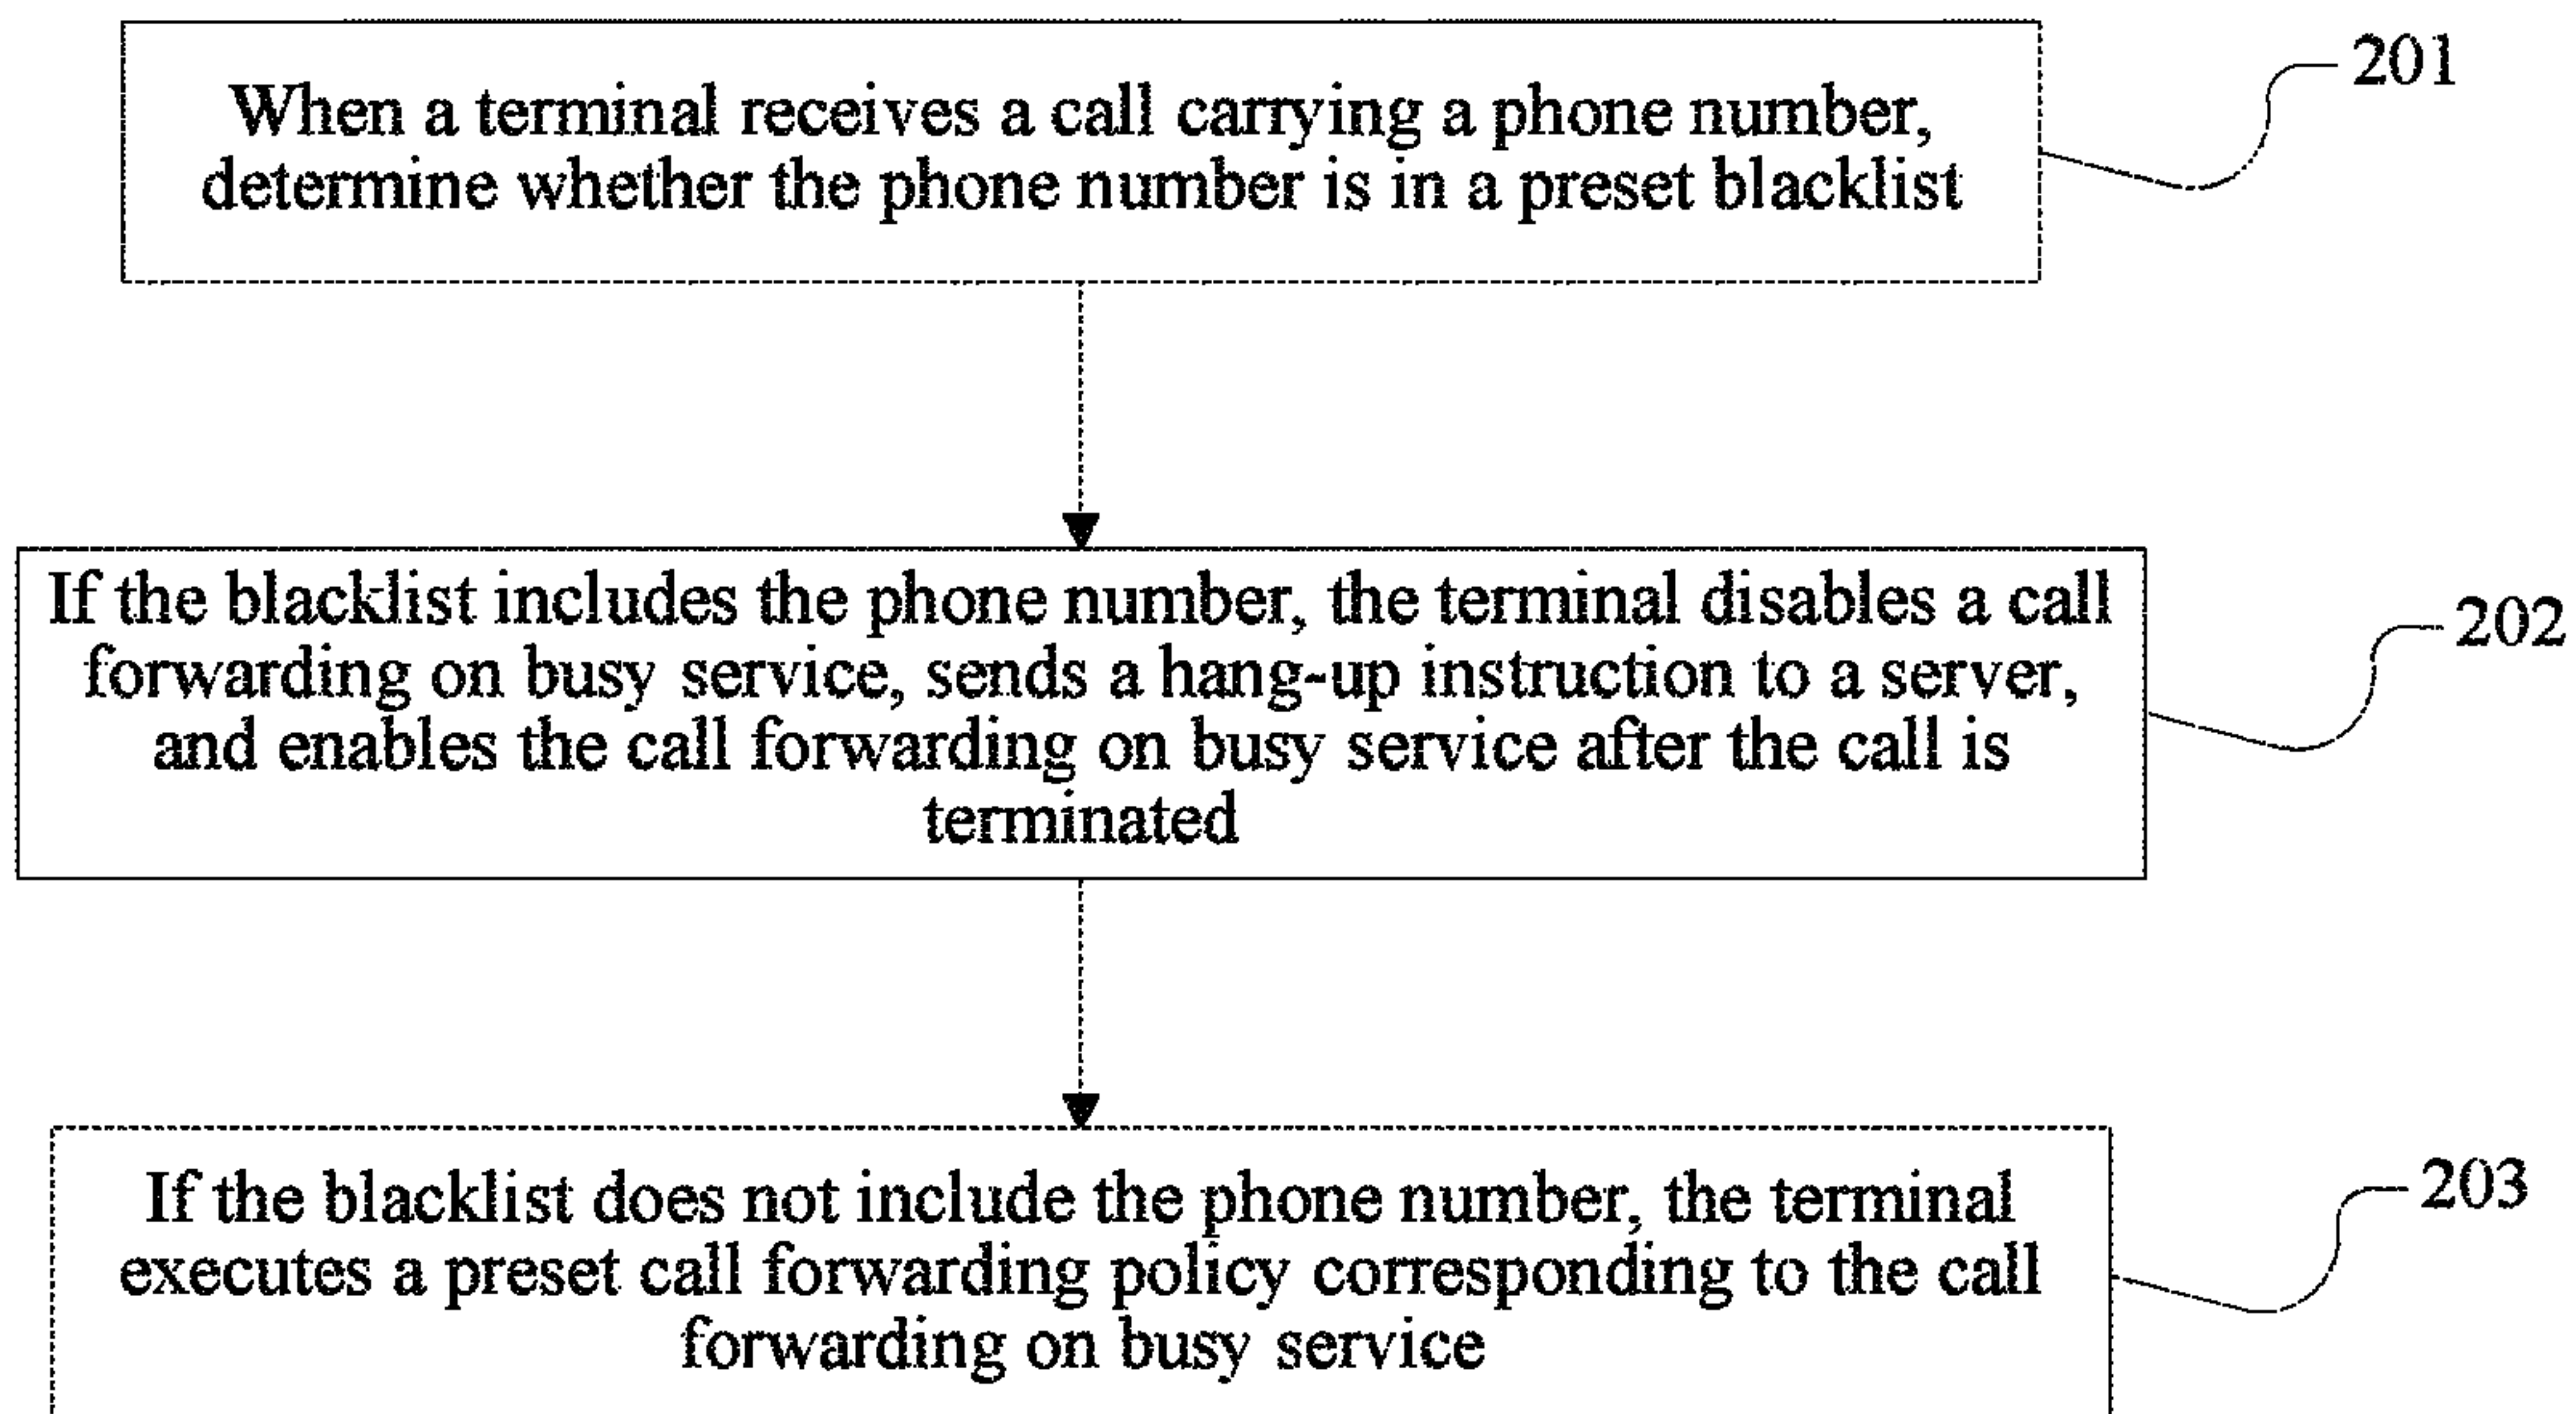 When a terminal receives a call carrying a phone number,
determine whether the phone number is in a preset blacklist
201
If the blacklist includes the phone number, the terminal disables a call
forwarding on busy service, sends a hang-up instruction to a server,
and enables the call forwarding on busy service after the call is
terminated
202
If the blacklist does not include the phone number, the terminal
executes a preset call forwarding policy corresponding to the call
forwarding on busy service
203